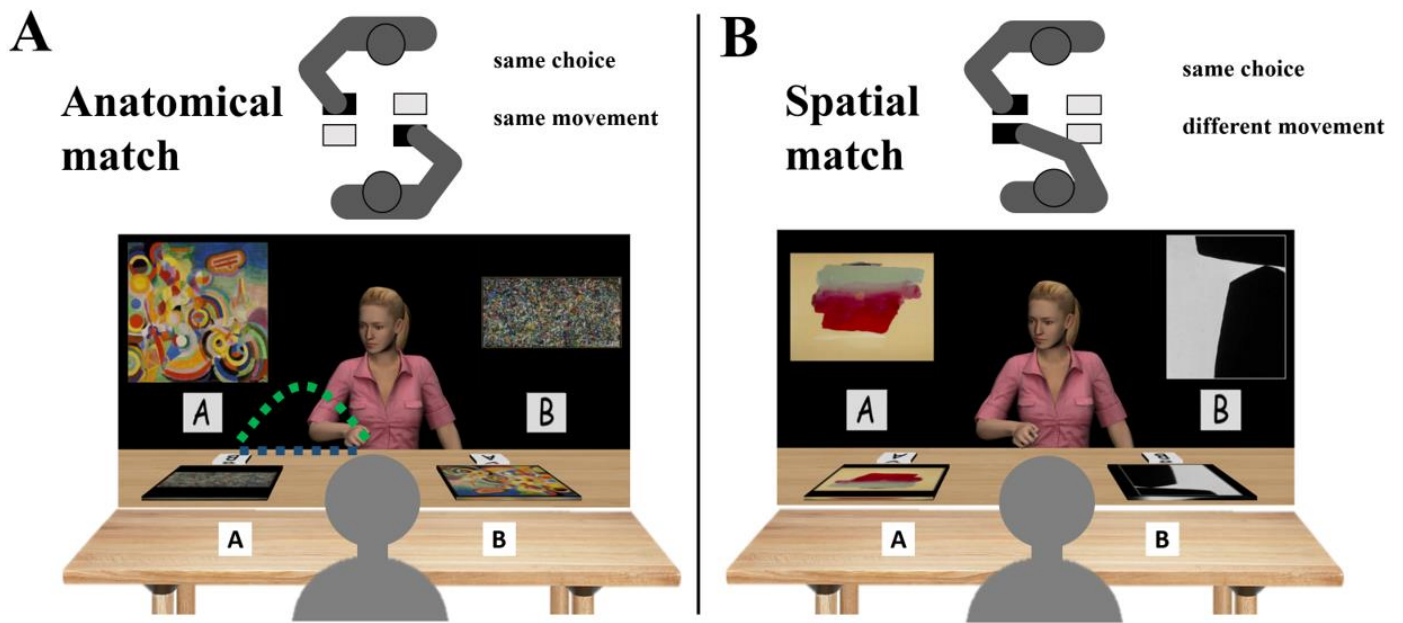 A
Anatomical
match
same choice
same movement
A
B
B
A
A
B
B
Spatial
match
same choice
different movement
A
B
A
B
A
B